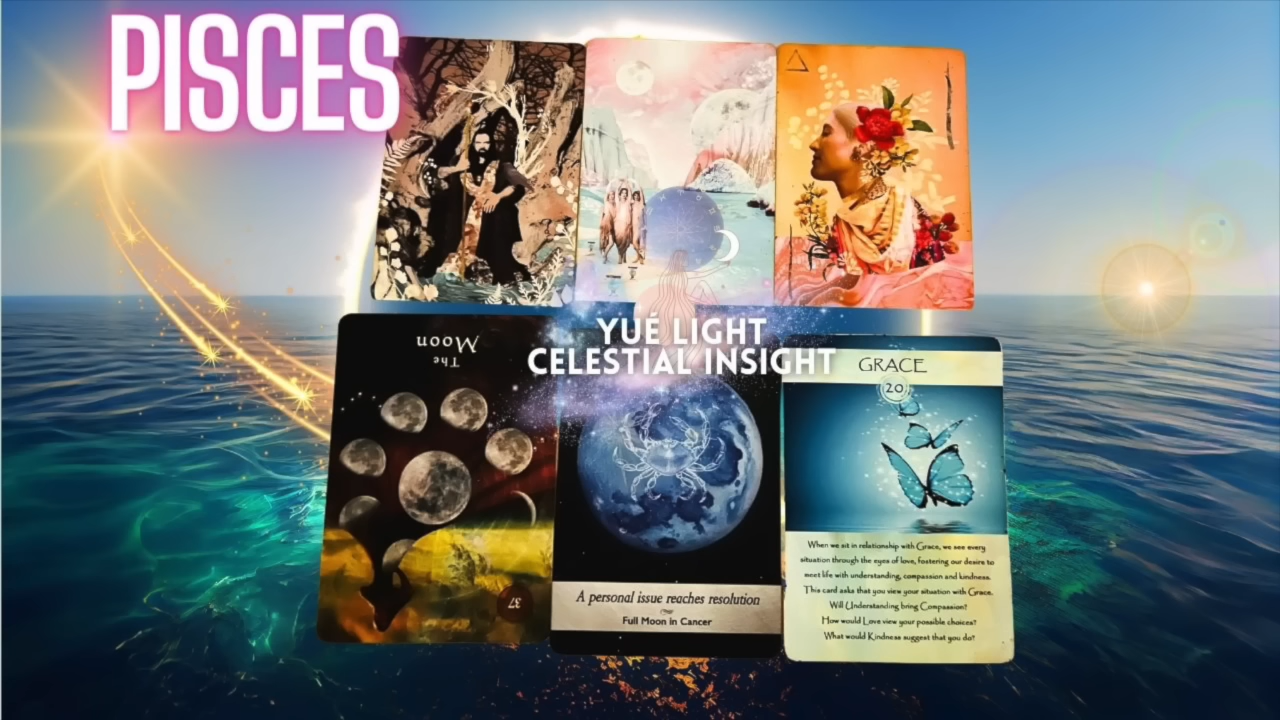 PISCES
YUÉ LIGHT
CELESTIAL INSIGHT
The
Moon
37
A personal issue reaches resolution
Full Moon in Cancer
GRACE
20
When we sit in relationship with Grace, we see every
situation through the eyes of love, fostering our desire to
meet life with understanding, compassion and kindness.
This card asks that you view your situation with Grace.
Will Understanding bring Compassion?
How would Love view your possible choices?
What would Kindness suggest that you do?